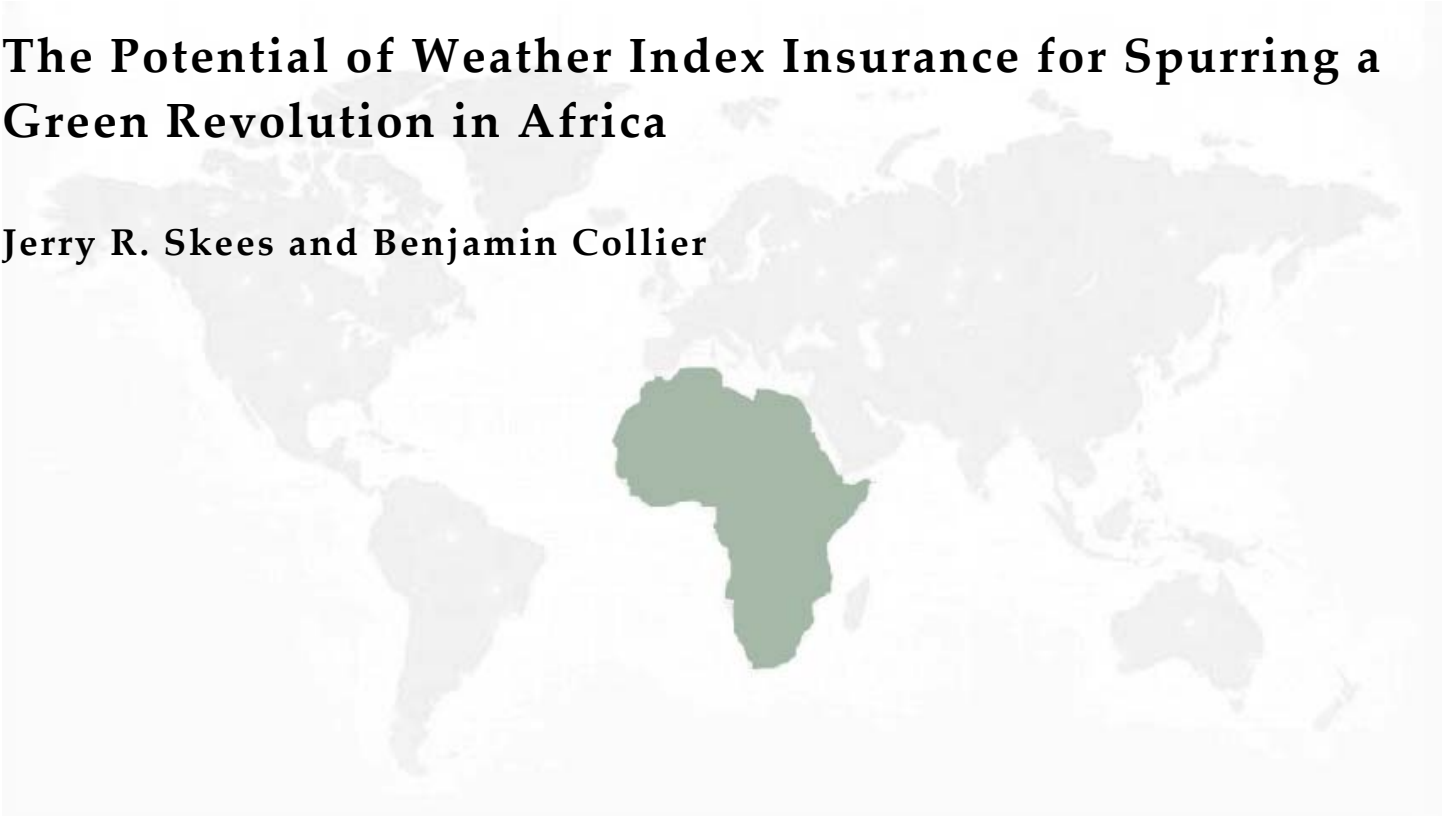 The Potential of Weather Index Insurance for Spurring a
Green Revolution in Africa
Jerry R. Skees and Benjamin Collier